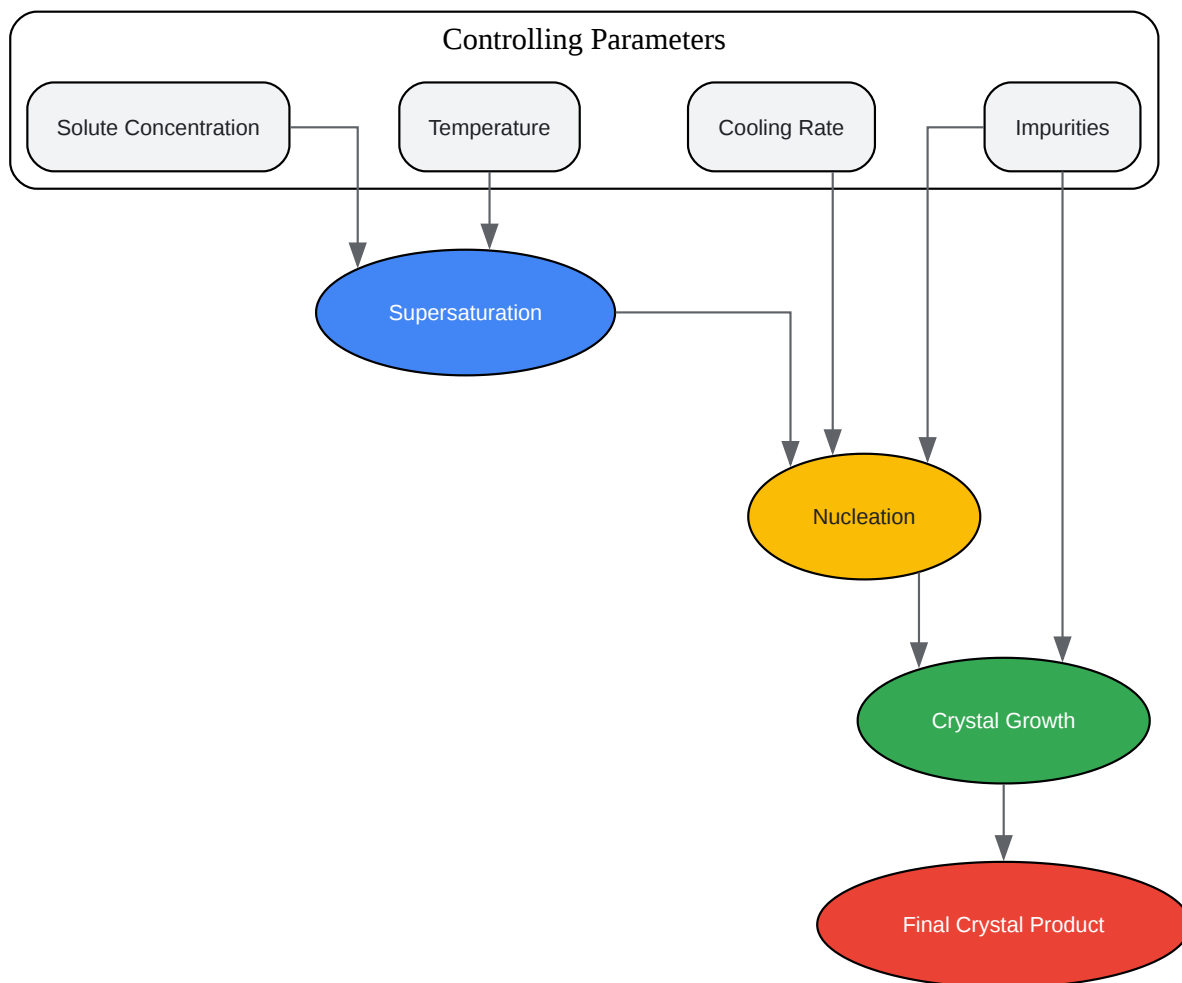 Controlling Parameters
Solute Concentration
Temperature
Cooling Rate
Impurities
Supersaturation
Nucleation
Crystal Growth
Final Crystal Product